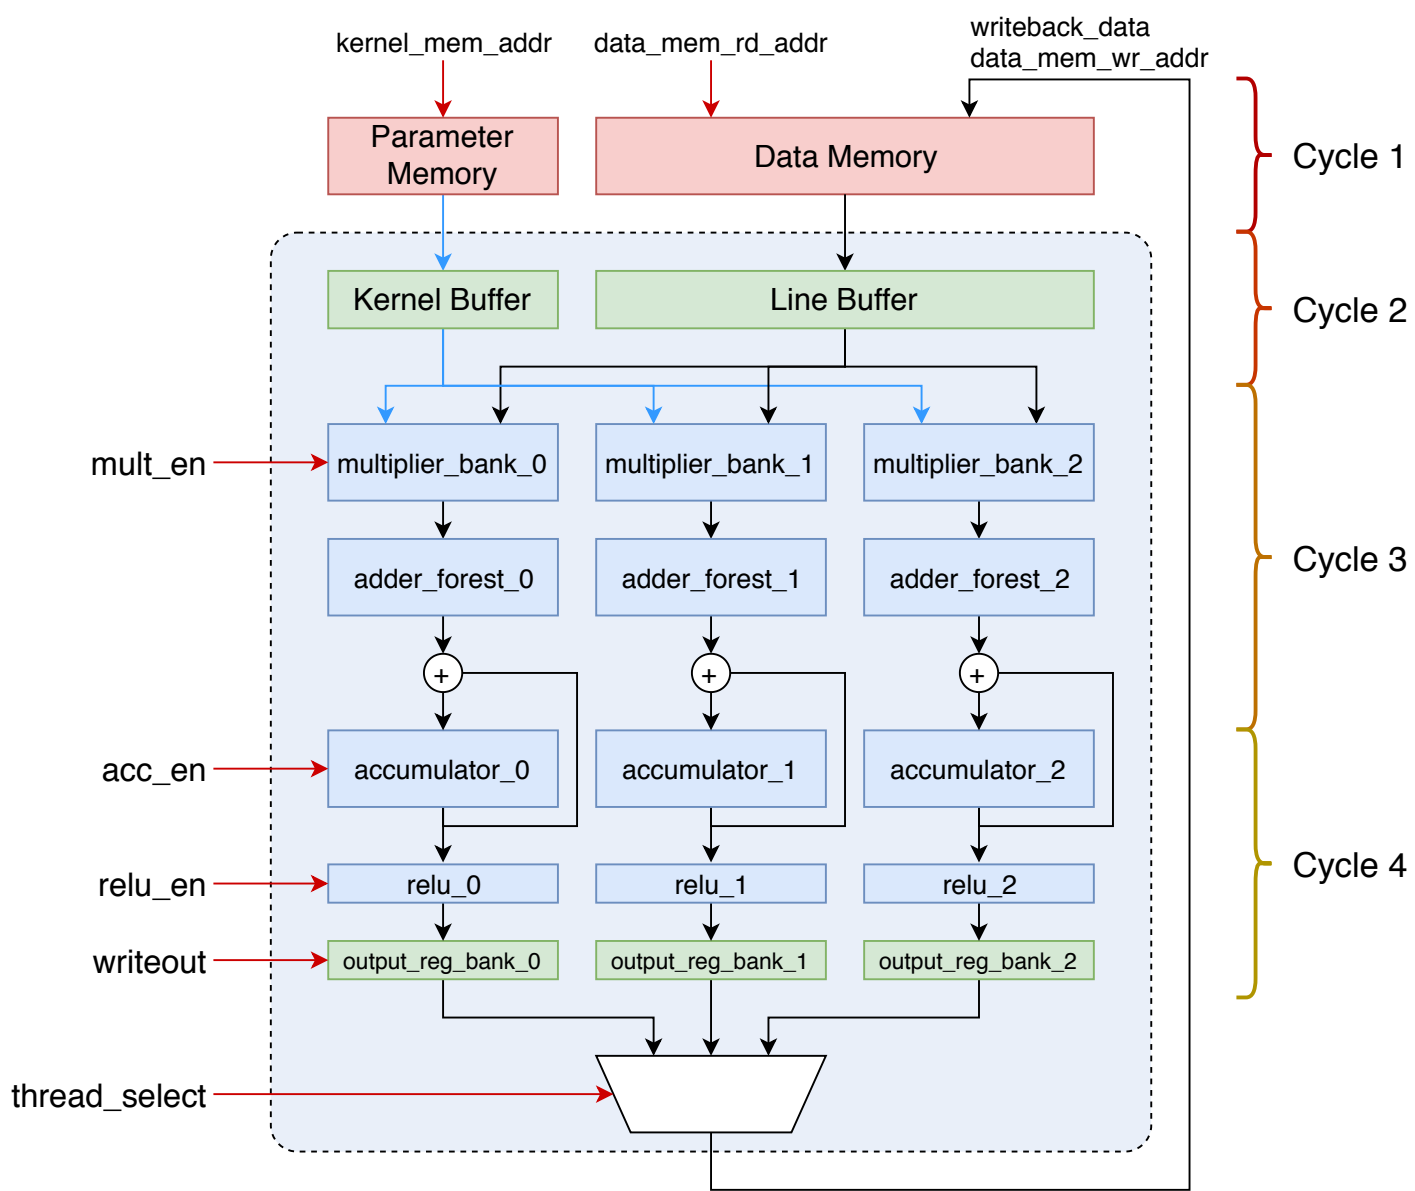 kernel_mem_addr
data_mem_rd_addr
writeback_data
data_mem_wr_addr
Parameter
Memory
Data Memory
Cycle 1
Kernel Buffer
Line Buffer
Cycle 2
mult_en
multiplier_bank_0
multiplier_bank_1
multiplier_bank_2
adder_forest_0
adder_forest_1
adder_forest_2
Cycle 3
+
+
+
acc_en
accumulator_0
accumulator_1
accumulator_2
relu_en
relu_0
relu_1
relu_2
Cycle 4
writeout
output_reg_bank_0
output_reg_bank_1
output_reg_bank_2
thread_select